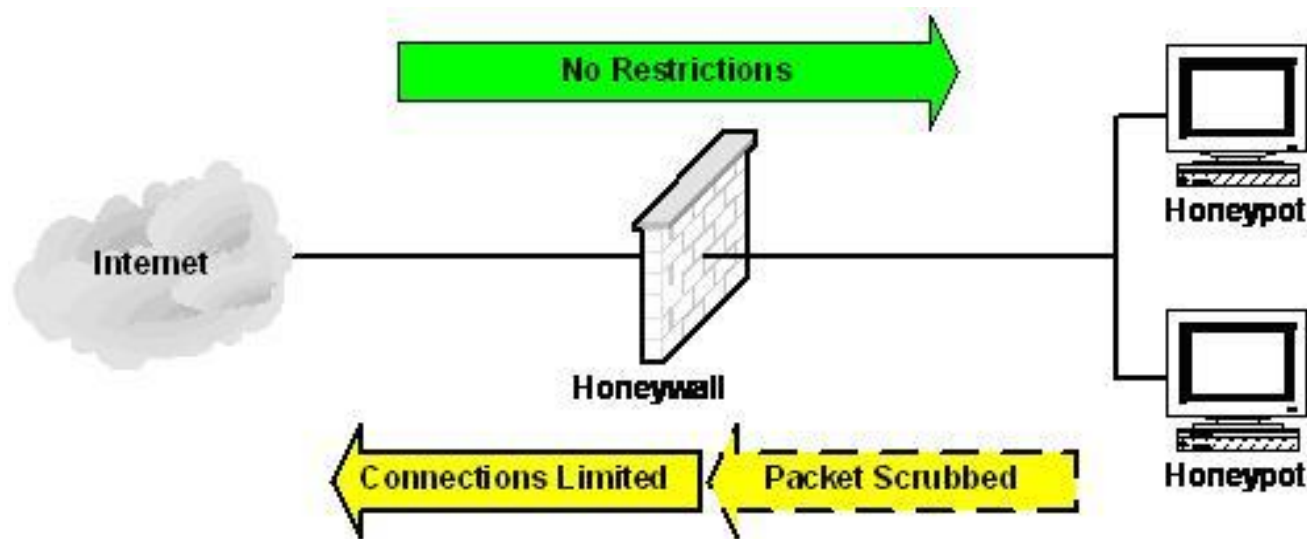 No Restrictions
Honeypot
Internet
Honeywall
Connections Limited
Packet Scrubbed
Honeypot